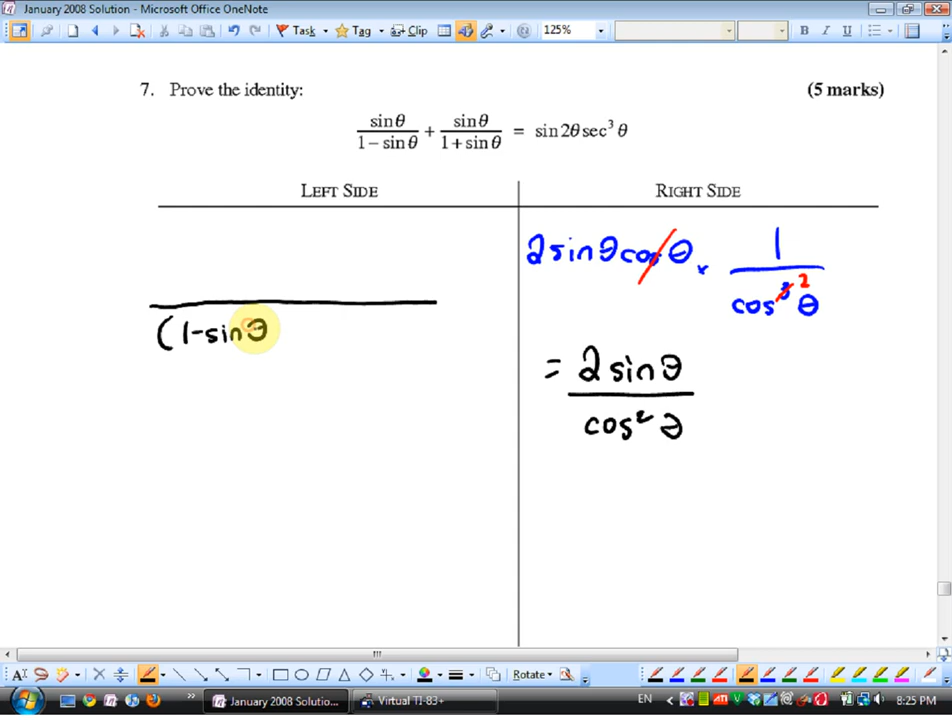 January 2008 Solution - Microsoft Office OneNote
Task Tag Clip 125% B I U
7. Prove the identity: (5 marks)
sinθ/(1 − sinθ) + sinθ/(1 + sinθ) = sin2θ sec³θ
LEFT SIDE RIGHT SIDE
2sinθcosθ × 1/cos³ ² θ
(1-sinθ
= 2sinθ
cos²θ
Rotate
January 2008 Solutio... Virtual TI-83+ EN 8:25 PM